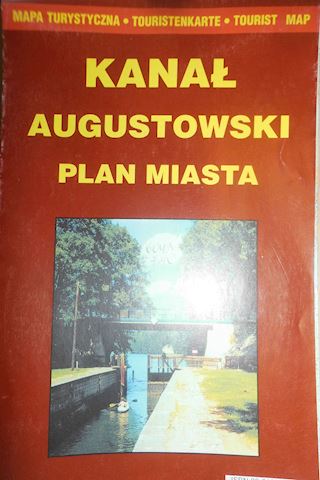 MAPA TURYSTYCZNA • TOURISTENKARTE • TOURIST MAP
KANAŁ
AUGUSTOWSKI
PLAN MIASTA